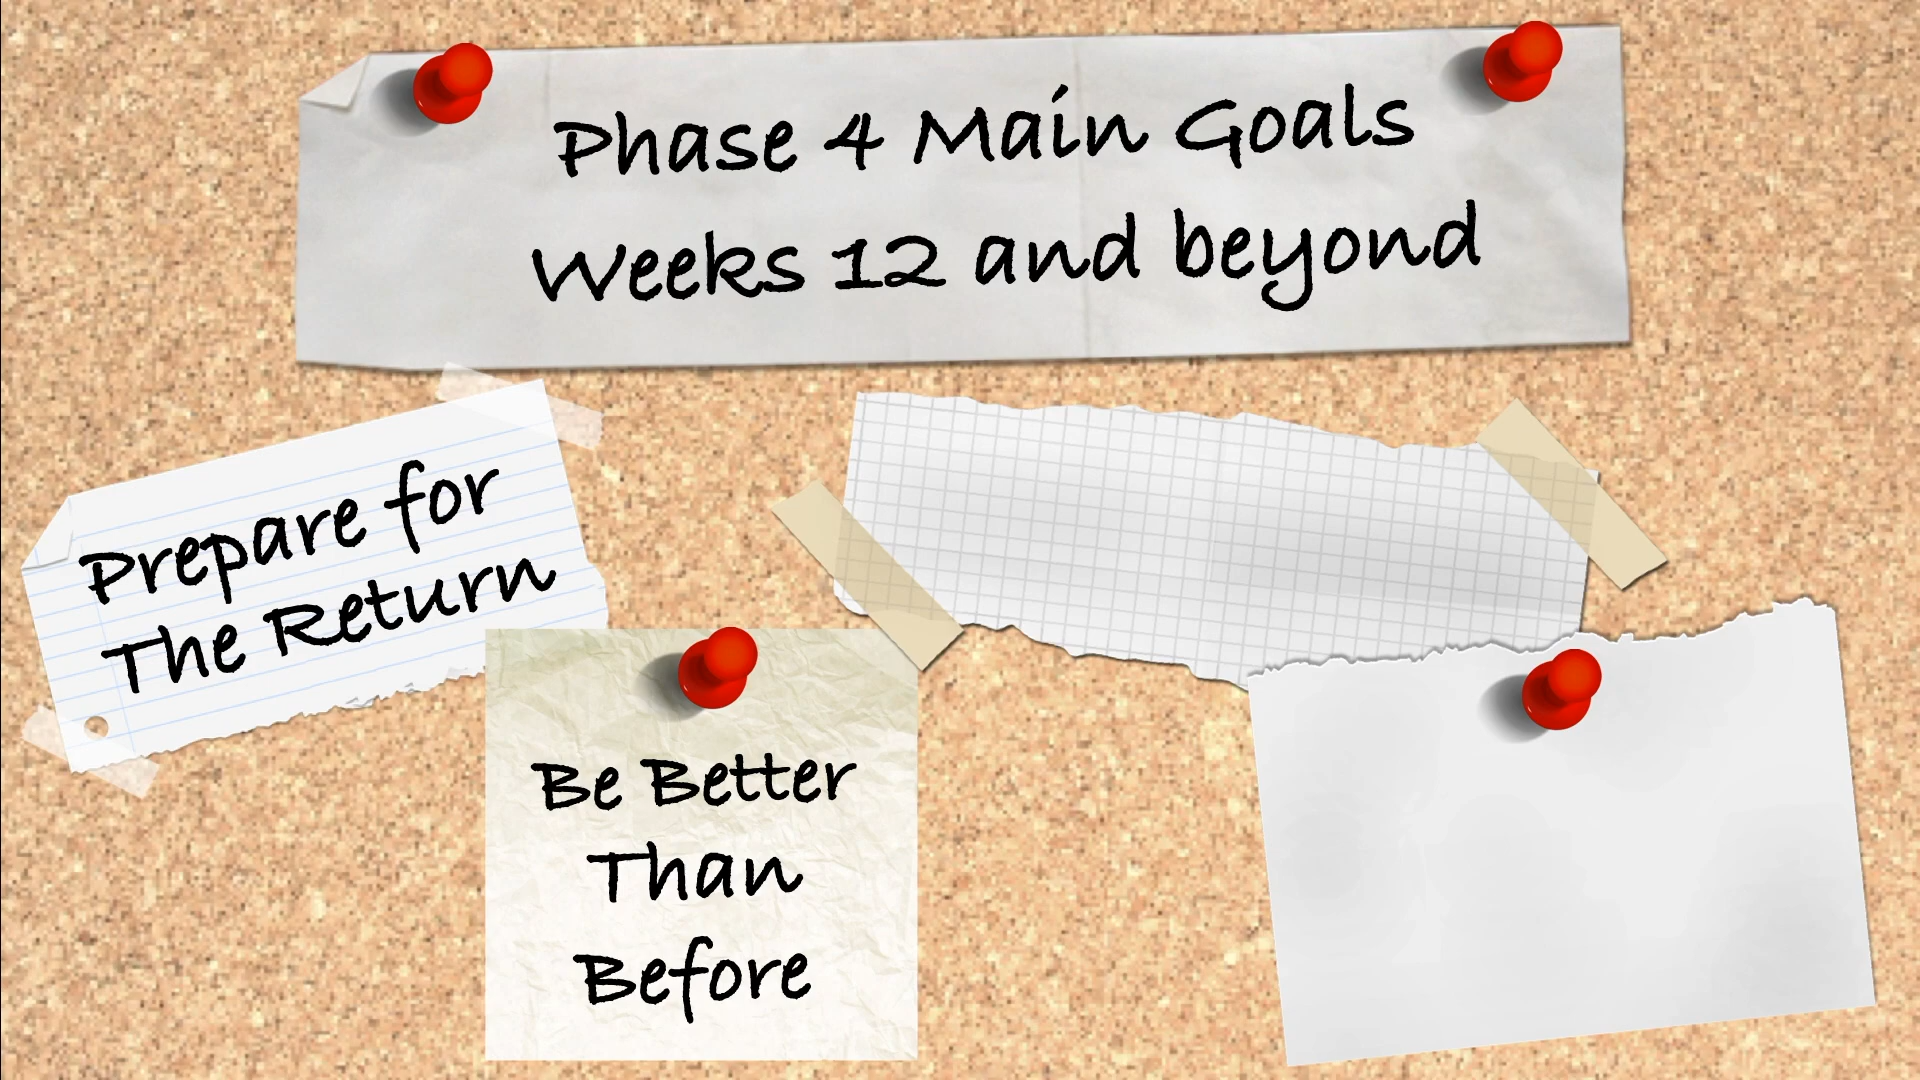 Phase 4 Main Goals
Weeks 12 and beyond
Prepare for
The Return
Be Better
Than
Before